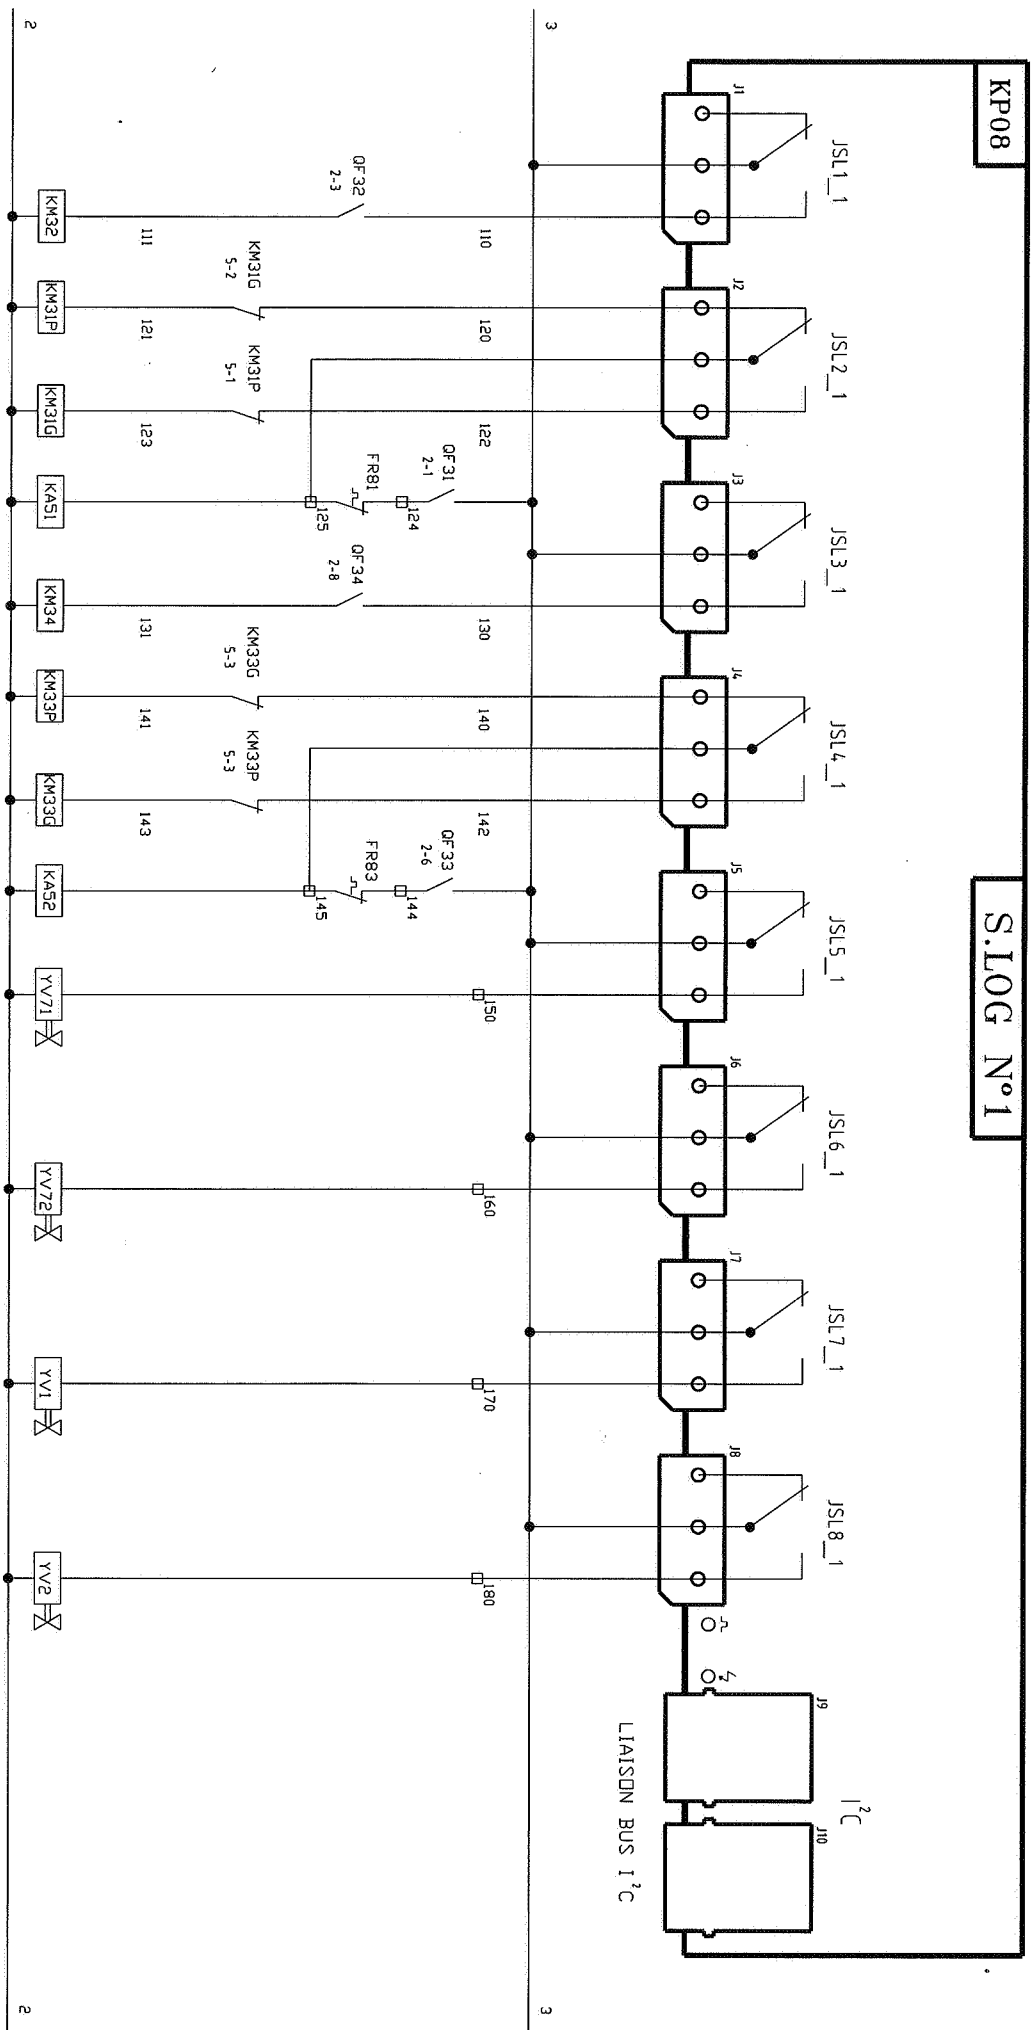 KP08
S.LOG N°1
JSL1_1
JSL2_1
JSL3_1
JSL4_1
JSL5_1
JSL6_1
JSL7_1
JSL8_1
I²C
J1
J2
J3
J4
J5
J6
J7
J8
J9
J10
LIAISON BUS I²C
3
3
110
120
122
QF31
2-1
124
130
140
142
QF33
2-6
144
150
160
170
180
QF32
2-3
FR81
125
QF34
2-8
FR83
145
KM31G
5-2
KM31P
5-1
KM33G
5-3
KM33P
5-3
111
121
123
131
141
143
KM32
KM31P
KM31G
KA51
KM34
KM33P
KM33G
KA52
YV71
YV72
YV1
YV2
2
2